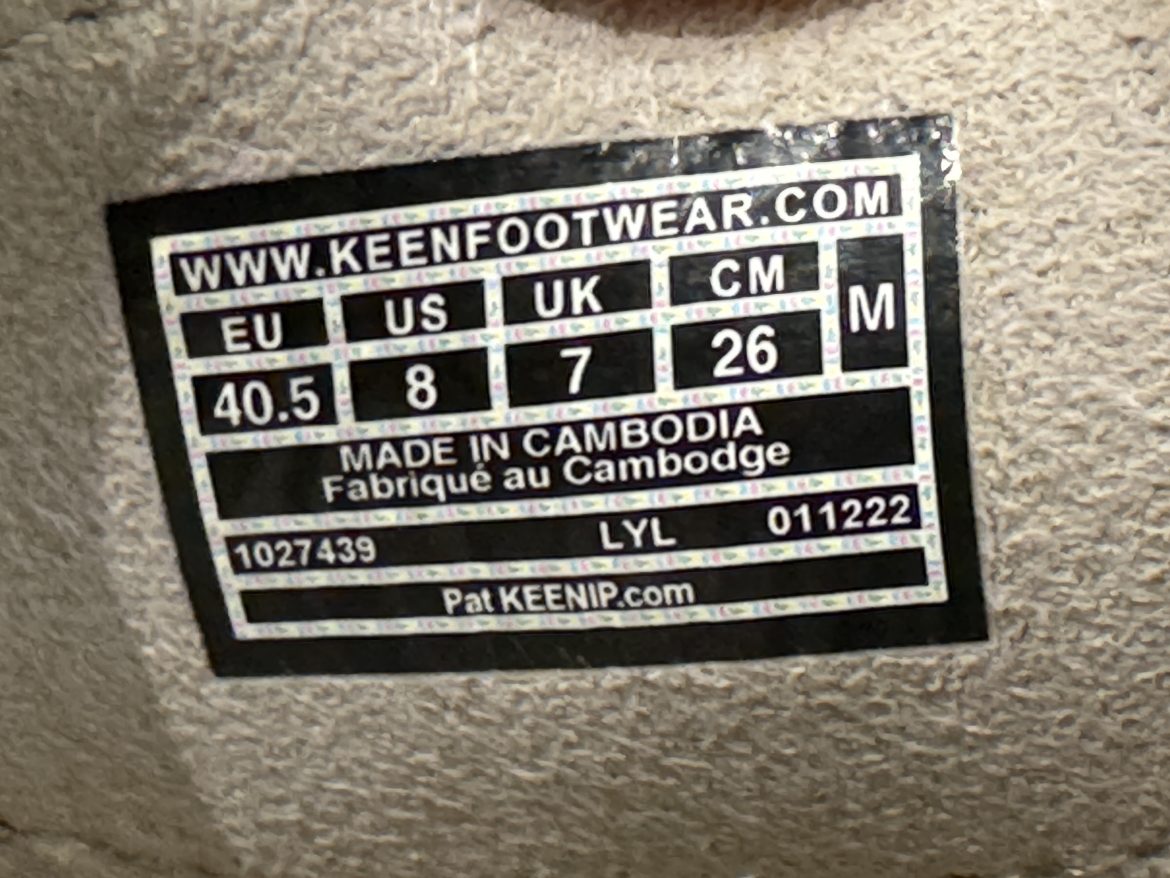 WWW.KEENFOOTWEAR.COM
EU US UK CM M
40.5 8 7 26
MADE IN CAMBODIA
Fabriqué au Cambodge
1027439 LYL 011222
Pat KEENIP.com